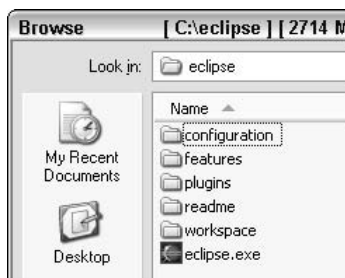 Browse [ C:\eclipse ] [ 2714 M
Look in: eclipse
Name
configuration
features
plugins
readme
workspace
eclipse.exe
My Recent
Documents
Desktop